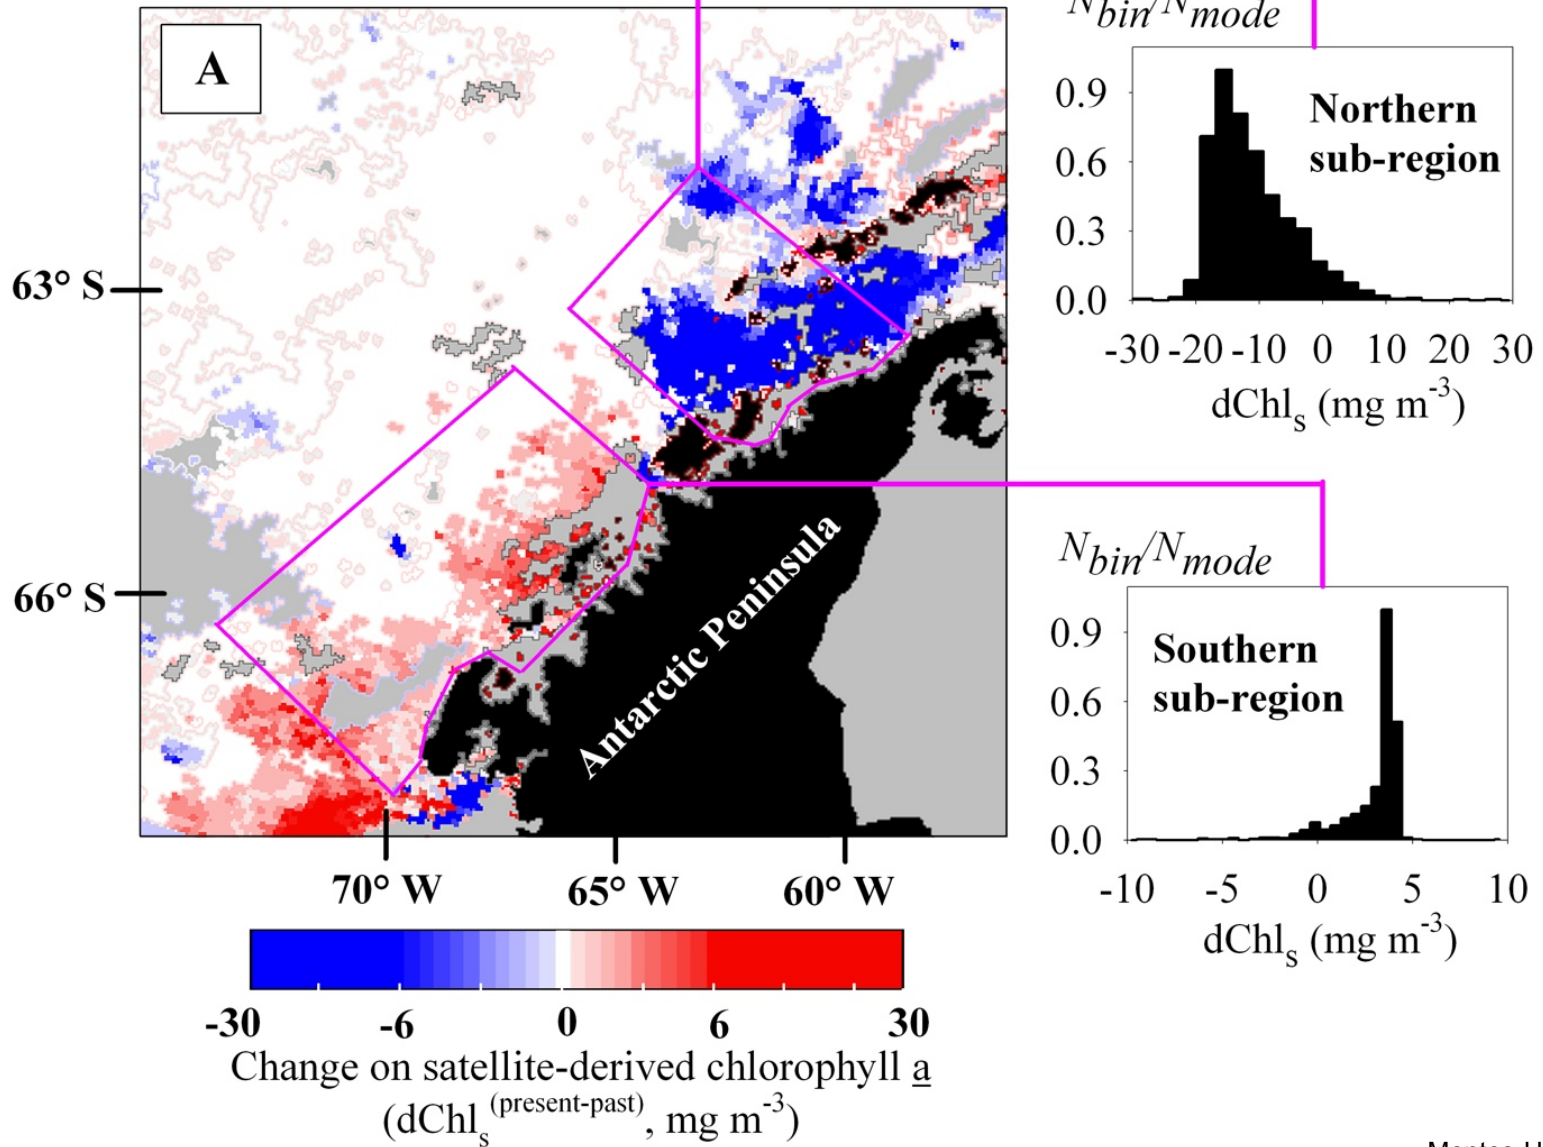 A
63° S
66° S
70° W
65° W
60° W
Antarctic Peninsula
-30 -6 0 6 30
Change on satellite-derived chlorophyll a
(dChls (present-past), mg m-3)
Nbin/Nmode
0.9
0.6
0.3
0.0
Northern
sub-region
-30 -20 -10 0 10 20 30
dChls (mg m-3)
Nbin/Nmode
0.9
0.6
0.3
0.0
Southern
sub-region
-10 -5 0 5 10
dChls (mg m-3)